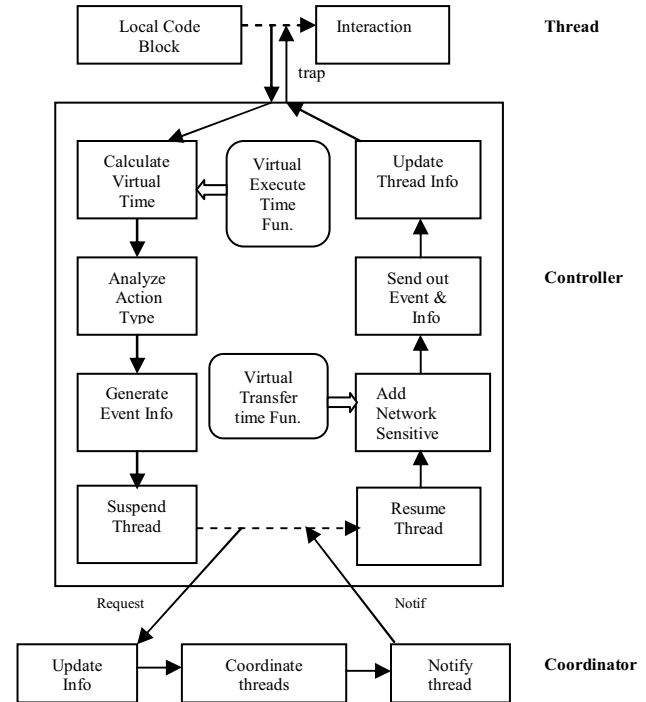 Local Code
Block
Interaction
Thread
trap
Calculate
Virtual
Time
Virtual
Execute
Time
Fun.
Update
Thread Info
Analyze
Action
Type
Send out
Event &
Info
Controller
Generate
Event Info
Virtual
Transfer
time Fun.
Add
Network
Sensitive
Suspend
Thread
Resume
Thread
Request
Notif
Update
Info
Coordinate
threads
Notify
thread
Coordinator